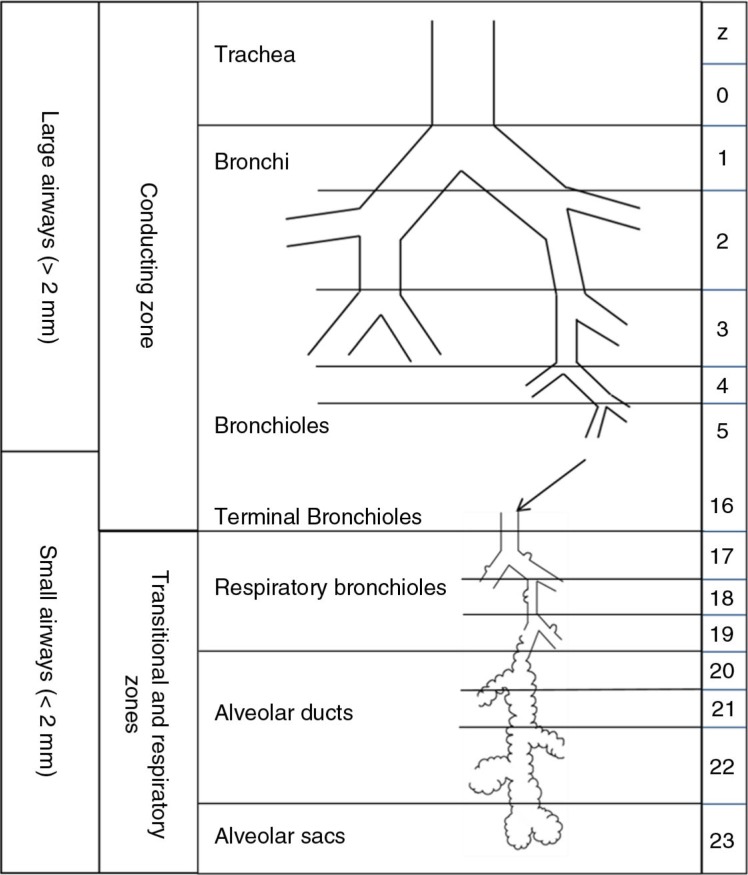 Large airways (> 2 mm)
Small airways (< 2 mm)
Conducting zone
Transitional and respiratory
zones
Trachea
Bronchi
Bronchioles
Terminal Bronchioles
Respiratory bronchioles
Alveolar ducts
Alveolar sacs
z
0
1
2
3
4
5
16
17
18
19
20
21
22
23